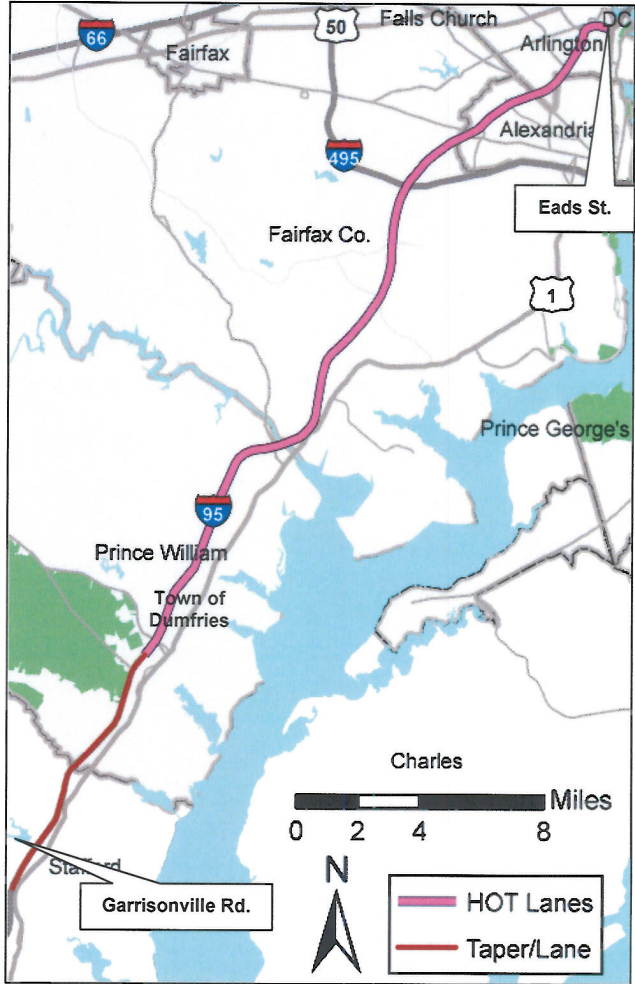 66
Fairfax
50
Falls Church
DC
Arlington
Alexandria
495
Eads St.
Fairfax Co.
1
Prince George's
95
Prince William
Town of
Dumfries
Charles
Miles
0 2 4 8
Stafford
Garrisonville Rd.
N
HOT Lanes
Taper/Lane